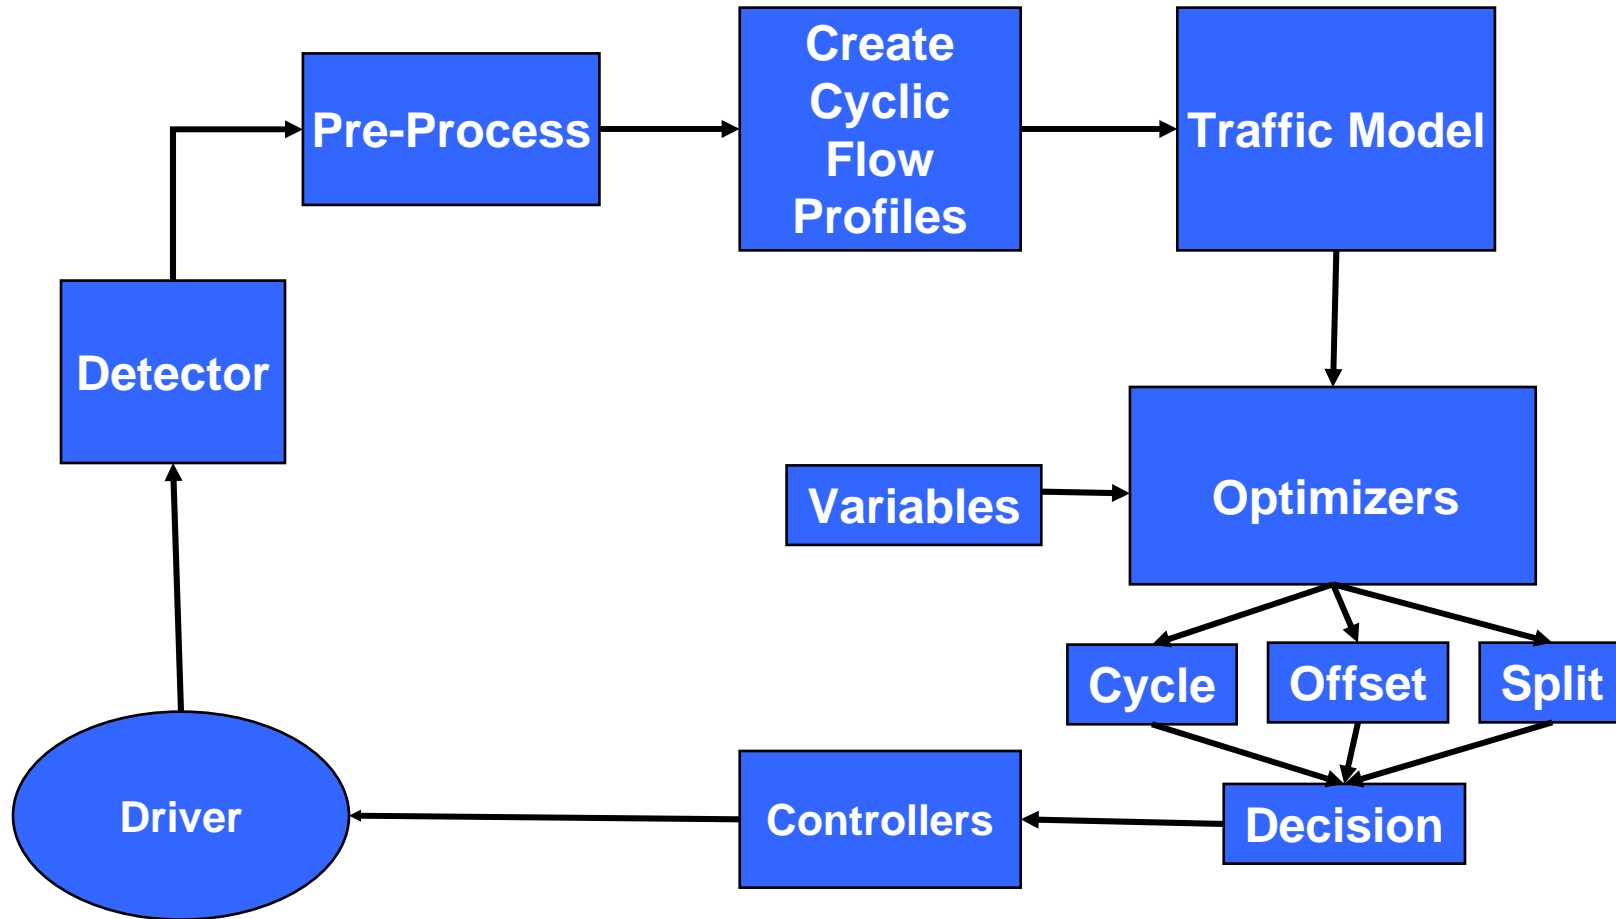 Create
Cyclic
Flow
Profiles
Pre-Process
Traffic Model
Detector
Variables
Optimizers
Cycle
Offset
Split
Driver
Controllers
Decision